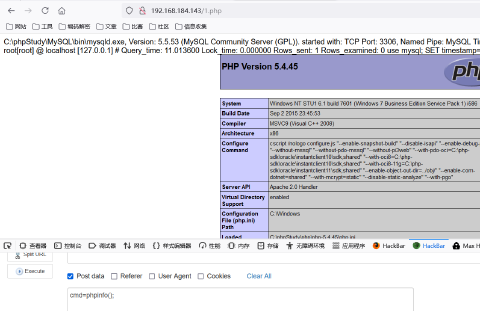 192.168.184.143/1.php
网站 工具 编码解密 文章 比赛 社区 信息收集
C:\phpStudy\MySQL\bin\mysqld.exe, Version: 5.5.53 (MySQL Community Server (GPL)). started with: TCP Port: 3306, Named Pipe: MySQL
root[root] @ localhost [127.0.0.1] # Query_time: 11.013600 Lock_time: 0.000000 Rows_sent: 1 Rows_examined: 0 use mysql; SET timestamp=
PHP Version 5.4.45
System Windows NT STU1 6.1 build 7601 (Windows 7 Business Edition Service Pack 1) i586
Build Date Sep 2 2015 23:45:53
Compiler MSVC9 (Visual C++ 2008)
Architecture x86
Configure Command cscript /nologo configure.js "--enable-snapshot-build" "--disable-isapi" "--enable-debug-
"--without-mssql" "--without-pdo-mssql" "--without-pi3web" "--with-pdo-oci=C:\php-
sdk\oracle\instantclient10\sdk,shared" "--with-oci8=C:\php-
sdk\oracle\instantclient10\sdk,shared" "--with-oci8-11g=C:\php-
sdk\oracle\instantclient11\sdk,shared" "--enable-object-out-dir=../obj/" "--enable-com-
dotnet=shared" "--with-mcrypt=static" "--disable-static-analyze" "--with-pgo"
Server API Apache 2.0 Handler
Virtual Directory Support enabled
Configuration File (php.ini) Path C:\Windows
Loaded C:\phpStudy\php\php-5.4.45\php.ini
查看器 控制台 调试器 网络 样式编辑器 性能 内存 存储 无障碍环境 应用程序 HackBar HackBar Max
Split URL
Execute
Post data Referer User Agent Cookies Clear All
cmd=phpinfo();